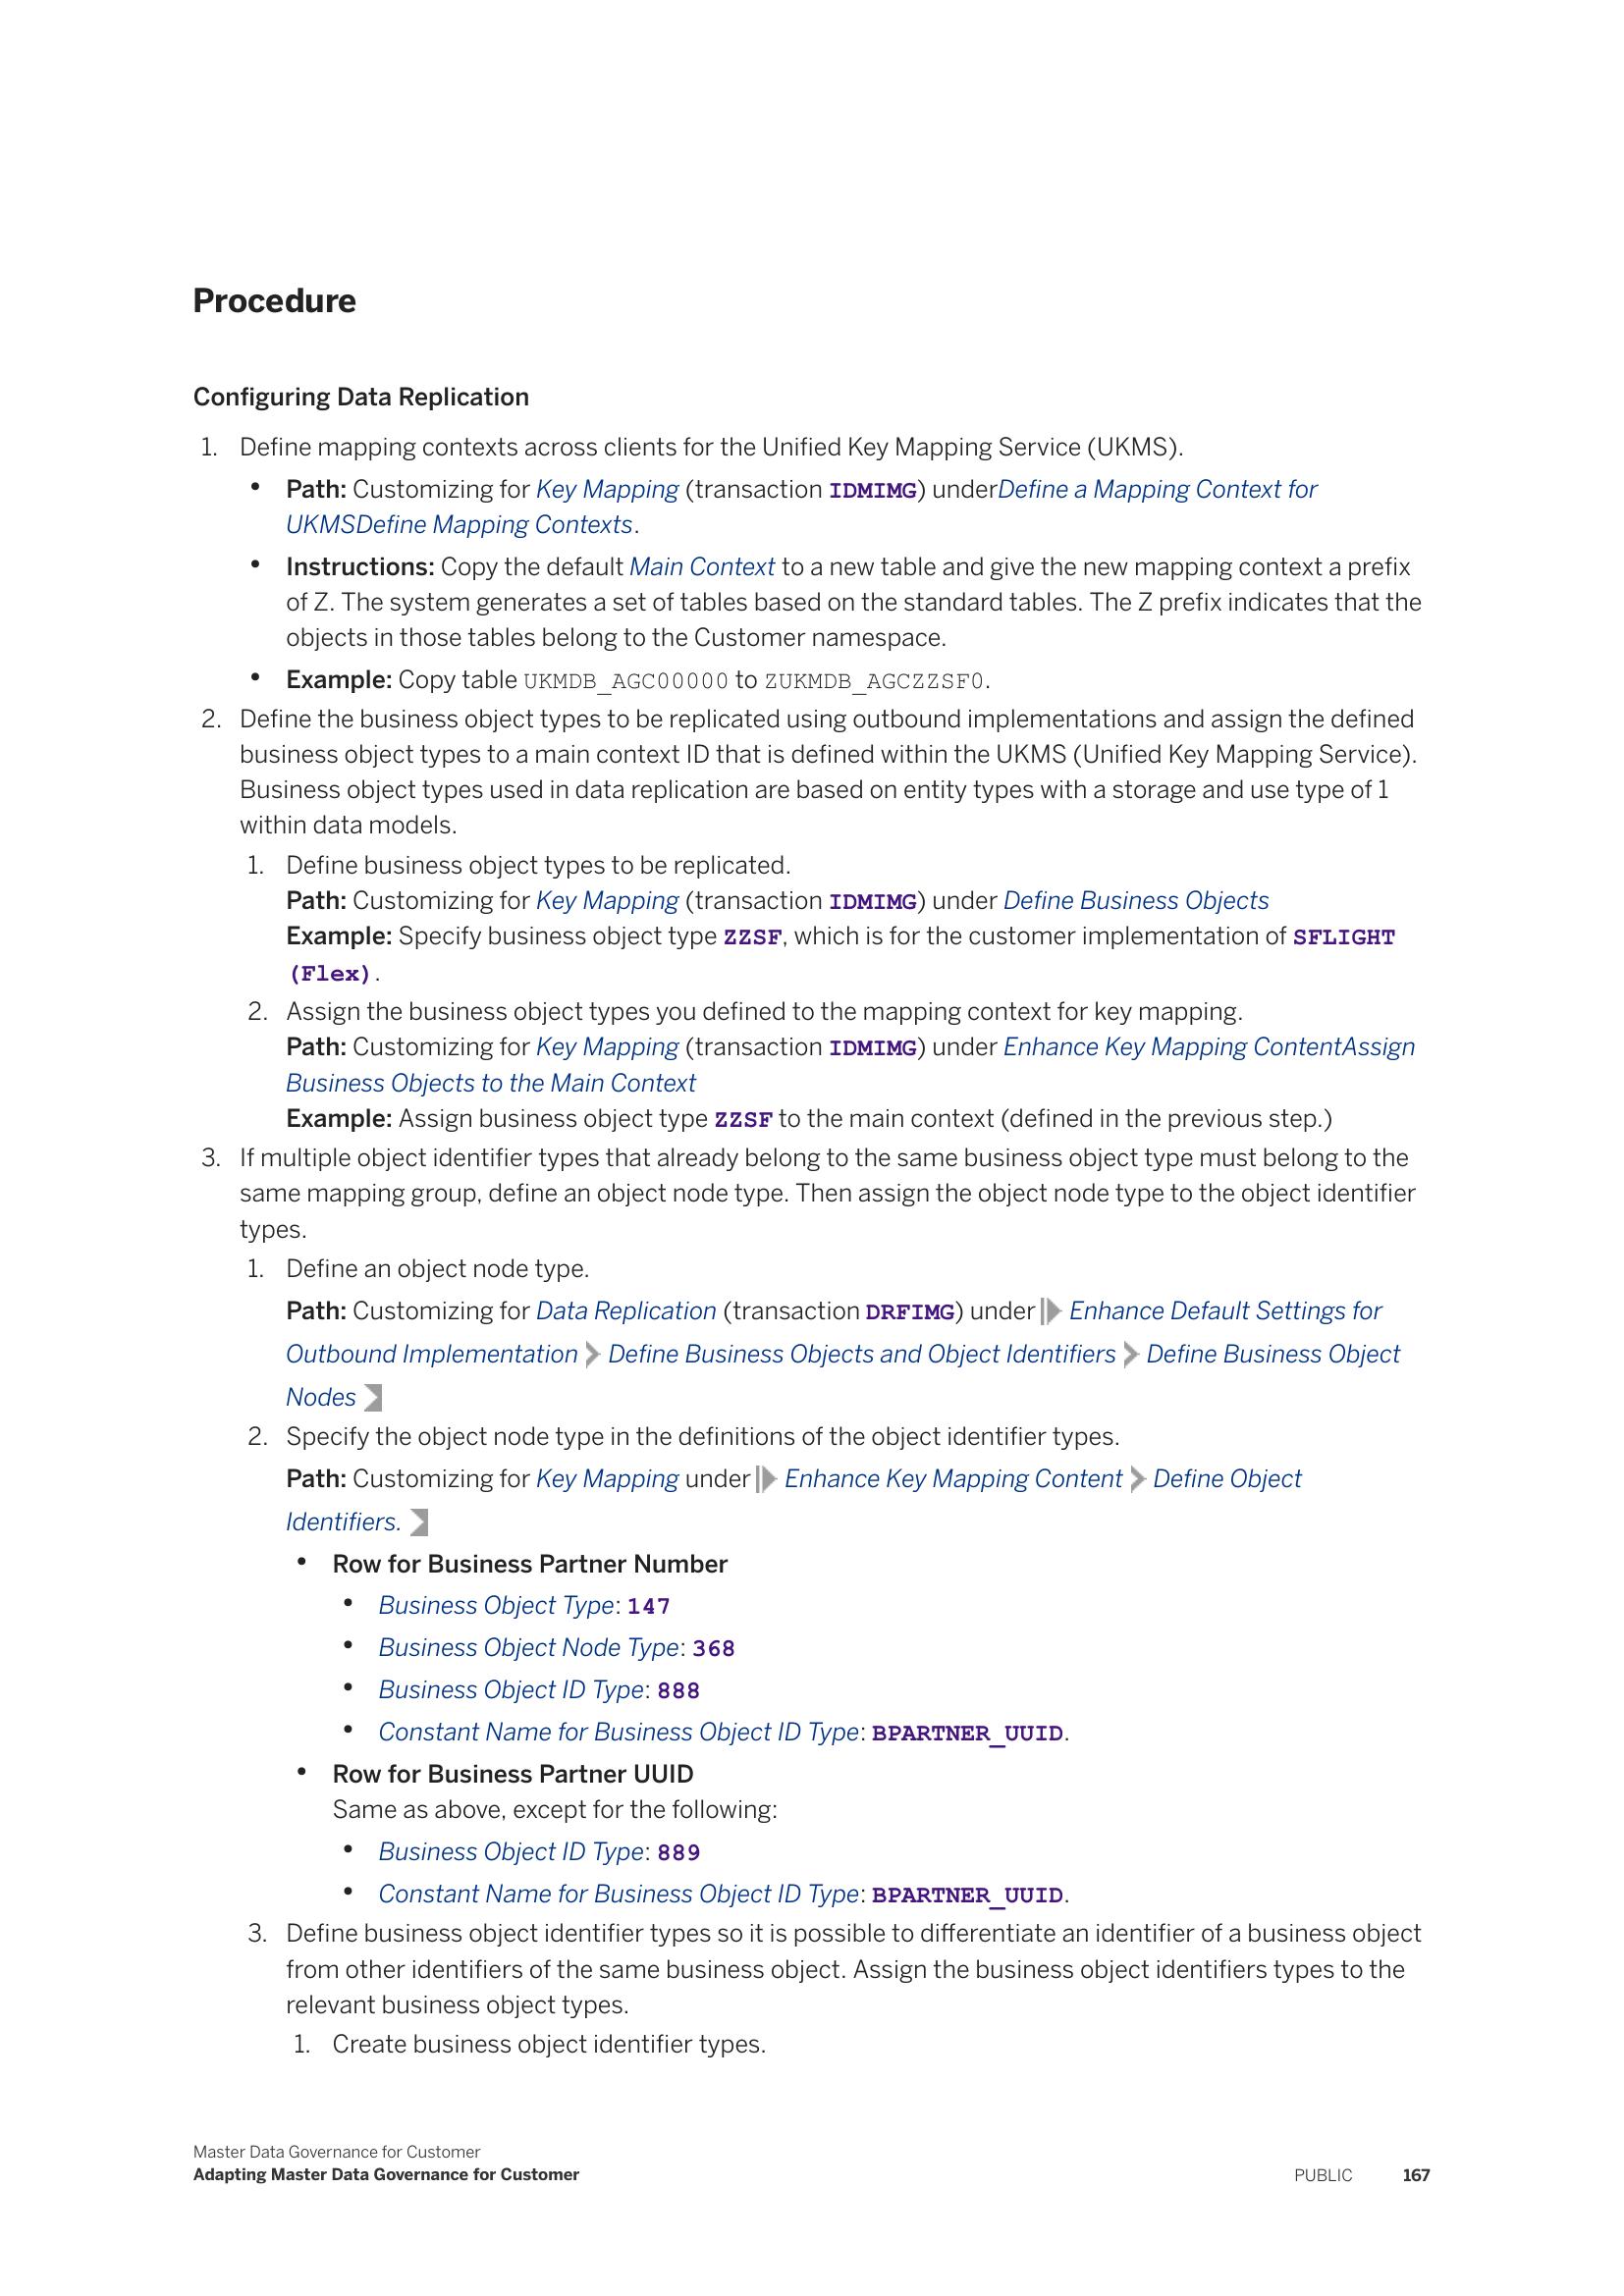 Procedure
Configuring Data Replication
1. Define mapping contexts across clients for the Unified Key Mapping Service (UKMS).
• Path: Customizing for Key Mapping (transaction IDMIMG) underDefine a Mapping Context for
UKMSDefine Mapping Contexts.
• Instructions: Copy the default Main Context to a new table and give the new mapping context a prefix
of Z. The system generates a set of tables based on the standard tables. The Z prefix indicates that the
objects in those tables belong to the Customer namespace.
• Example: Copy table UKMDB_AGC00000 to ZUKMDB_AGCZZSF0.
2. Define the business object types to be replicated using outbound implementations and assign the defined
business object types to a main context ID that is defined within the UKMS (Unified Key Mapping Service).
Business object types used in data replication are based on entity types with a storage and use type of 1
within data models.
1. Define business object types to be replicated.
Path: Customizing for Key Mapping (transaction IDMIMG) under Define Business Objects
Example: Specify business object type ZZSF, which is for the customer implementation of SFLIGHT
(Flex).
2. Assign the business object types you defined to the mapping context for key mapping.
Path: Customizing for Key Mapping (transaction IDMIMG) under Enhance Key Mapping ContentAssign
Business Objects to the Main Context
Example: Assign business object type ZZSF to the main context (defined in the previous step.)
3. If multiple object identifier types that already belong to the same business object type must belong to the
same mapping group, define an object node type. Then assign the object node type to the object identifier
types.
1. Define an object node type.
Path: Customizing for Data Replication (transaction DRFIMG) under Enhance Default Settings for
Outbound Implementation Define Business Objects and Object Identifiers Define Business Object
Nodes
2. Specify the object node type in the definitions of the object identifier types.
Path: Customizing for Key Mapping under Enhance Key Mapping Content Define Object
Identifiers.
• Row for Business Partner Number
• Business Object Type: 147
• Business Object Node Type: 368
• Business Object ID Type: 888
• Constant Name for Business Object ID Type: BPARTNER_UUID.
• Row for Business Partner UUID
Same as above, except for the following:
• Business Object ID Type: 889
• Constant Name for Business Object ID Type: BPARTNER_UUID.
3. Define business object identifier types so it is possible to differentiate an identifier of a business object
from other identifiers of the same business object. Assign the business object identifiers types to the
relevant business object types.
1. Create business object identifier types.
Master Data Governance for Customer
Adapting Master Data Governance for Customer
PUBLIC 167